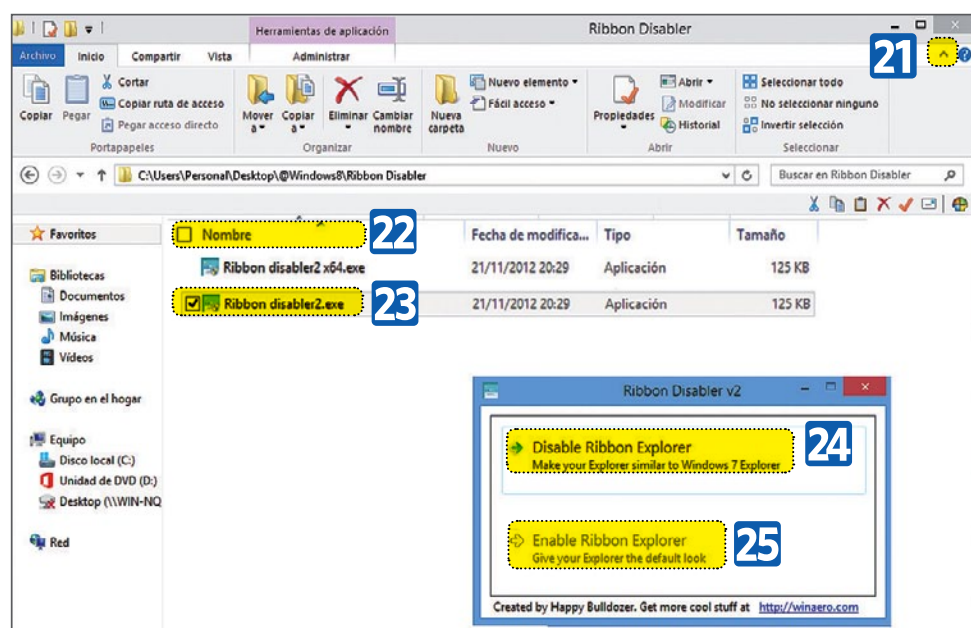 Herramientas de aplicación
Ribbon Disabler
Archivo Inicio Compartir Vista Administrar
21
Copiar
Pegar
Cortar
Copiar ruta de acceso
Pegar acceso directo
Portapapeles
Mover a
Copiar a
Eliminar
Cambiar nombre
Organizar
Nueva carpeta
Nuevo elemento
Fácil acceso
Nuevo
Propiedades
Abrir
Modificar
Historial
Abrir
Seleccionar todo
No seleccionar ninguno
Invertir selección
Seleccionar
C:\Users\Personal\Desktop\@Windows8\Ribbon Disabler
Buscar en Ribbon Disabler
Favoritos
Bibliotecas
Documentos
Imágenes
Música
Vídeos
Grupo en el hogar
Equipo
Disco local (C:)
Unidad de DVD (D:)
Desktop (\\WIN-NQ
Red
Nombre 22 Fecha de modifica... Tipo Tamaño
Ribbon disabler2 x64.exe 21/11/2012 20:29 Aplicación 125 KB
Ribbon disabler2.exe 23 21/11/2012 20:29 Aplicación 125 KB
Ribbon Disabler v2
Disable Ribbon Explorer
Make your Explorer similar to Windows 7 Explorer
24
Enable Ribbon Explorer
Give your Explorer the default look
25
Created by Happy Bulldozer. Get more cool stuff at http://winaero.com